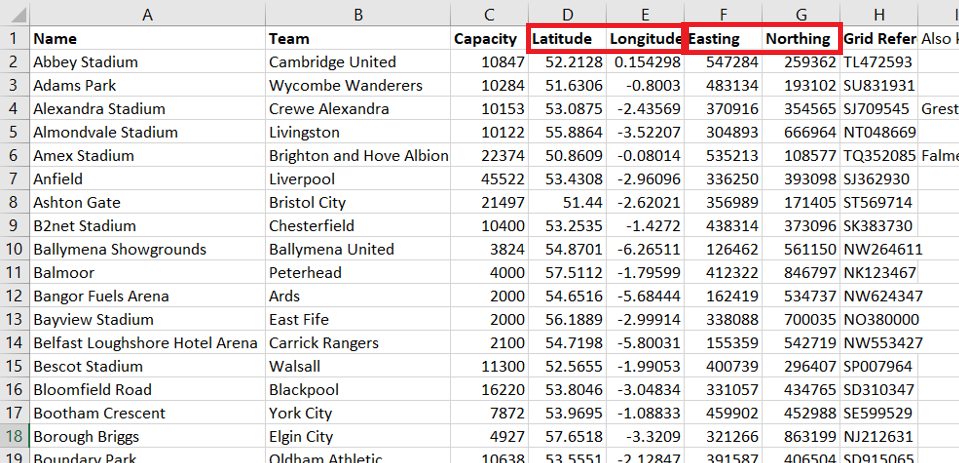 A B C D E F G H I
1 Name Team Capacity Latitude Longitude Easting Northing Grid Refer Also k
2 Abbey Stadium Cambridge United 10847 52.2128 0.154298 547284 259362 TL472593
3 Adams Park Wycombe Wanderers 10284 51.6306 -0.8003 483134 193102 SU831931
4 Alexandra Stadium Crewe Alexandra 10153 53.0875 -2.43569 370916 354565 SJ709545 Grest
5 Almondvale Stadium Livingston 10122 55.8864 -3.52207 304893 666964 NT048669
6 Amex Stadium Brighton and Hove Albion 22374 50.8609 -0.08014 535213 108577 TQ352085 Falme
7 Anfield Liverpool 45522 53.4308 -2.96096 336250 393098 SJ362930
8 Ashton Gate Bristol City 21497 51.44 -2.62021 356989 171405 ST569714
9 B2net Stadium Chesterfield 10400 53.2535 -1.4272 438314 373096 SK383730
10 Ballymena Showgrounds Ballymena United 3824 54.8701 -6.26511 126462 561150 NW264611
11 Balmoor Peterhead 4000 57.5112 -1.79599 412322 846797 NK123467
12 Bangor Fuels Arena Ards 2000 54.6516 -5.68444 162419 534737 NW624347
13 Bayview Stadium East Fife 2000 56.1889 -2.99914 338088 700035 NO380000
14 Belfast Loughshore Hotel Arena Carrick Rangers 2100 54.7198 -5.80031 155359 542719 NW553427
15 Bescot Stadium Walsall 11300 52.5655 -1.99053 400739 296407 SP007964
16 Bloomfield Road Blackpool 16220 53.8046 -3.04834 331057 434765 SD310347
17 Bootham Crescent York City 7872 53.9695 -1.08833 459902 452988 SE599529
18 Borough Briggs Elgin City 4927 57.6518 -3.3209 321266 863199 NJ212631
19 Boundary Park Oldham Athletic 10638 53.5551 -2.12847 391587 406504 SD915065